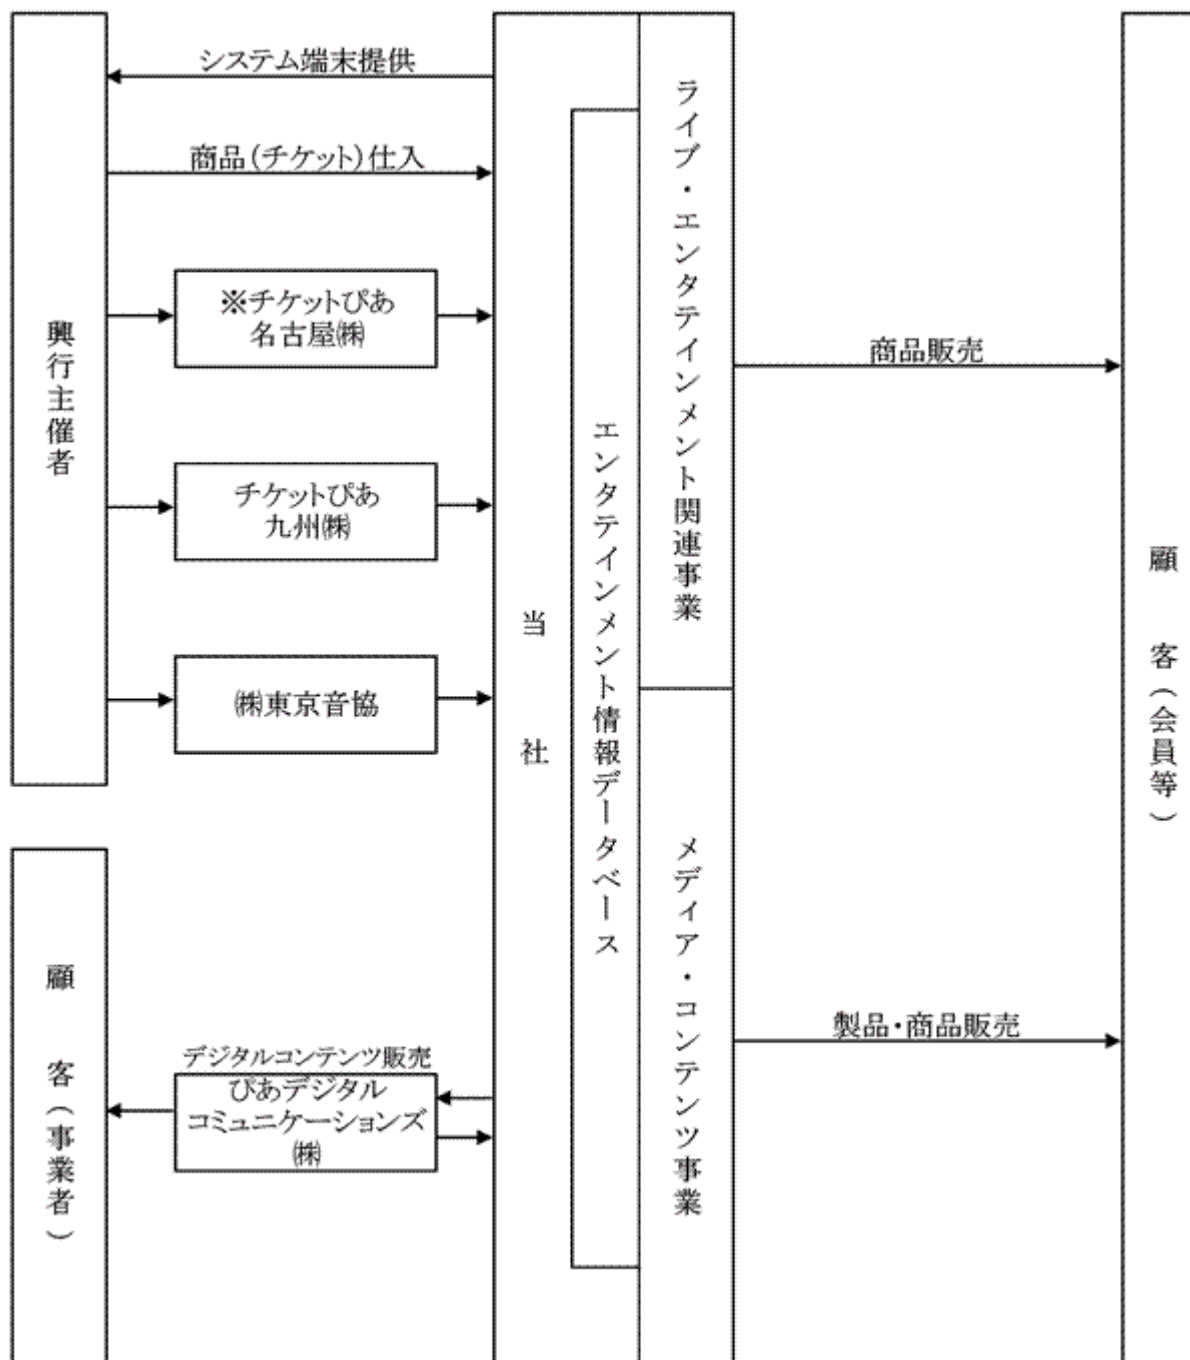 システム端末提供
商品(チケット)仕入
※チケットぴあ
名古屋㈱
チケットぴあ
九州㈱
㈱東京音協
興行主催者
顧客(事業者)
デジタルコンテンツ販売
ぴあデジタル
コミュニケーションズ
㈱
当社
エンタテインメント情報データベース
ライブ・エンタテインメント関連事業
メディア・コンテンツ事業
商品販売
製品・商品販売
顧客(会員等)